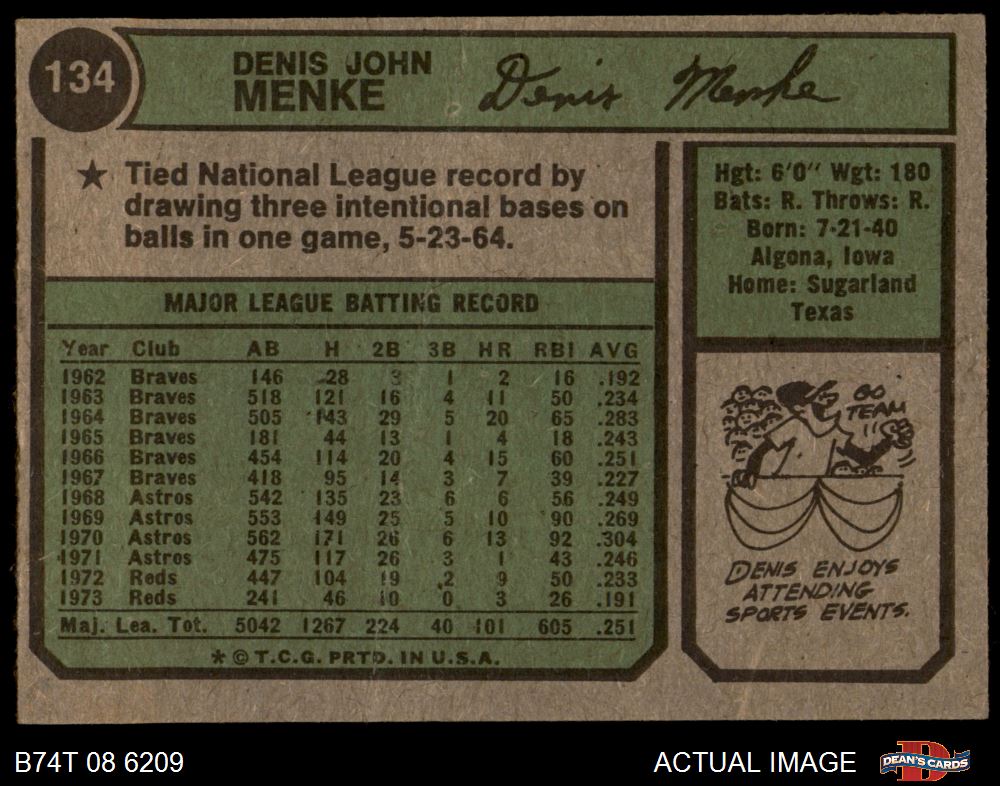 134
DENIS JOHN
MENKE
Denis Menke
★ Tied National League record by
drawing three intentional bases on
balls in one game, 5-23-64.
Hgt: 6'0" Wgt: 180
Bats: R. Throws: R.
Born: 7-21-40
Algona, Iowa
Home: Sugarland
Texas
MAJOR LEAGUE BATTING RECORD
Year Club AB H 2B 3B HR RBI AVG
1962 Braves 146 28 3 1 2 16 .192
1963 Braves 518 121 16 4 11 50 .234
1964 Braves 505 143 29 5 20 65 .283
1965 Braves 181 44 13 1 4 18 .243
1966 Braves 454 114 20 4 15 60 .251
1967 Braves 418 95 14 3 7 39 .227
1968 Astros 542 135 23 6 6 56 .249
1969 Astros 553 149 25 5 10 90 .269
1970 Astros 562 171 26 6 13 92 .304
1971 Astros 475 117 26 3 1 43 .246
1972 Reds 447 104 19 2 9 50 .233
1973 Reds 241 46 10 0 3 26 .191
Maj. Lea. Tot. 5042 1267 224 40 101 605 .251
* © T.C.G. PRTD. IN U.S.A.
GO
TEAM
DENIS ENJOYS
ATTENDING
SPORTS EVENTS.
B74T 08 6209
ACTUAL IMAGE
D
DEAN'S CARDS